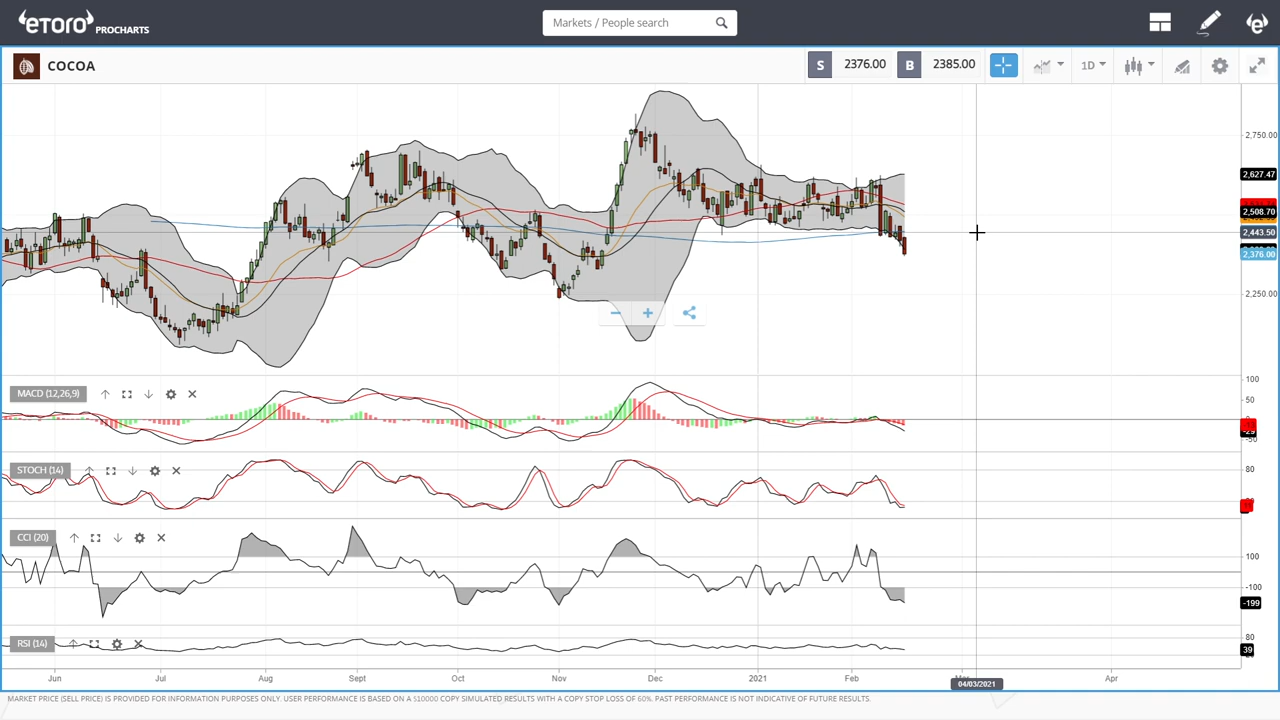 eToro PROCHARTS
Markets / People search
COCOA
S 2376.00 B 2385.00
1D
2,750.00
2,627.47
2,508.70
2,443.50
2,376.00
2,250.00
MACD (12,26,9)
100
50
-50
STOCH (14)
80
CCI (20)
100
-100
-199
RSI (14)
80
39
Jun Jul Aug Sept Oct Nov Dec 2021 Feb Apr
04/03/2021
MARKET PRICE (SELL PRICE) IS PROVIDED FOR INFORMATION PURPOSES ONLY. USER PERFORMANCE IS BASED ON A $10000 COPY SIMULATED RESULTS WITH A COPY STOP LOSS OF 60%. PAST PERFORMANCE IS NOT INDICATIVE OF FUTURE RESULTS.